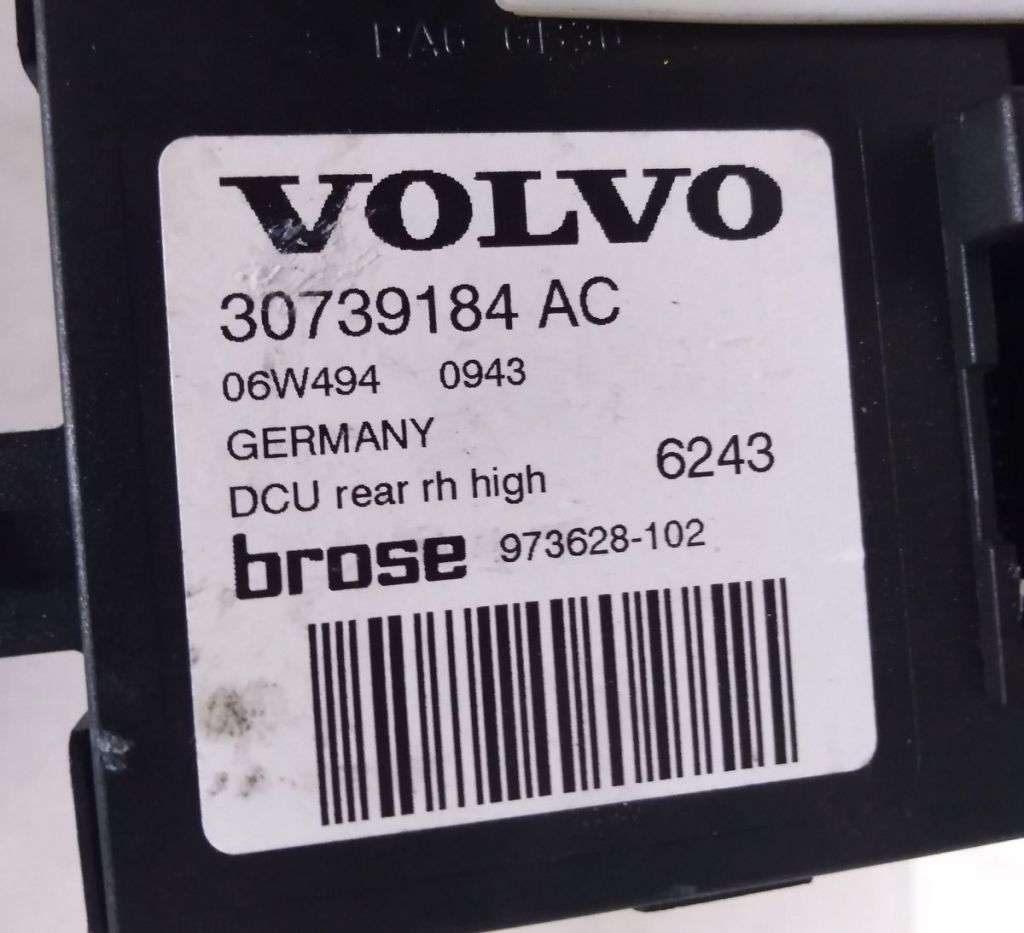 VOLVO
30739184 AC
06W494 0943
GERMANY
DCU rear rh high 6243
brose 973628-102